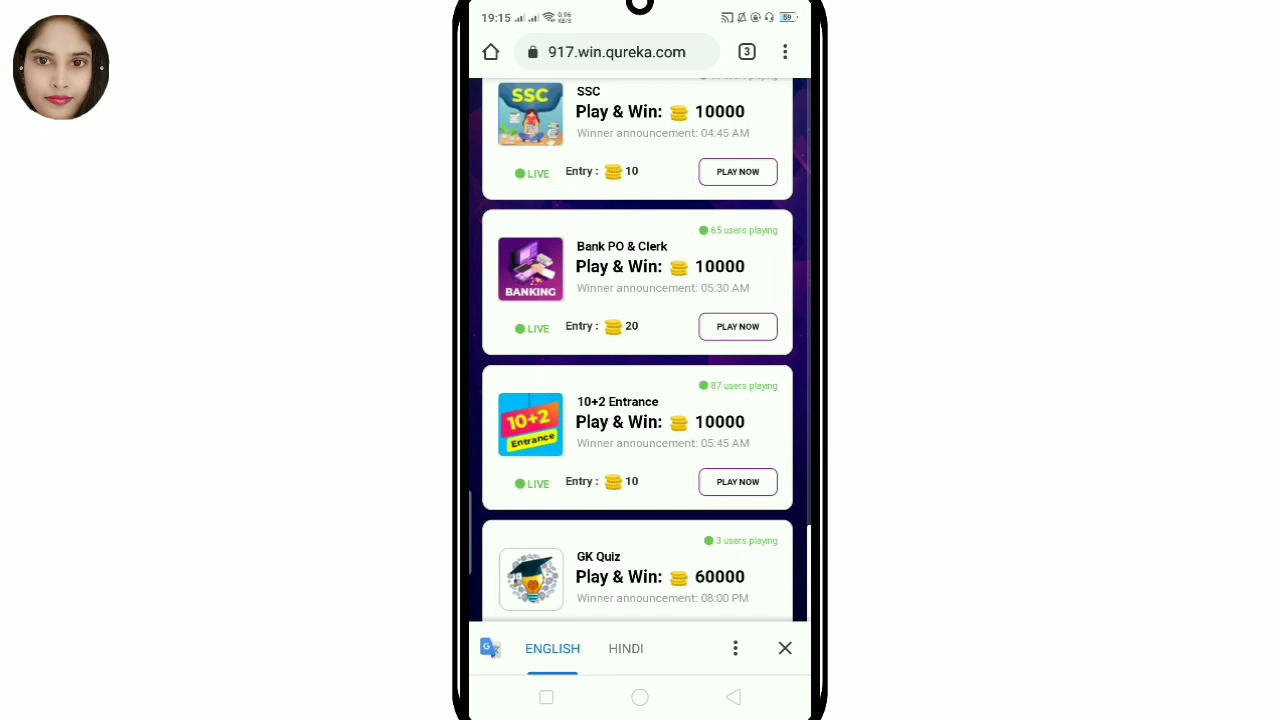 19:15 0.96 KB/S 59
917.win.qureka.com 3
SSC
SSC
Play & Win: 10000
Winner announcement: 04:45 AM
LIVE Entry : 10 PLAY NOW
65 users playing
Bank PO & Clerk
Play & Win: 10000
BANKING
Winner announcement: 05:30 AM
LIVE Entry : 20 PLAY NOW
87 users playing
10+2 Entrance
10+2
Play & Win: 10000
Entrance
Winner announcement: 05:45 AM
LIVE Entry : 10 PLAY NOW
3 users playing
GK Quiz
Play & Win: 60000
Winner announcement: 08:00 PM
G ENGLISH HINDI